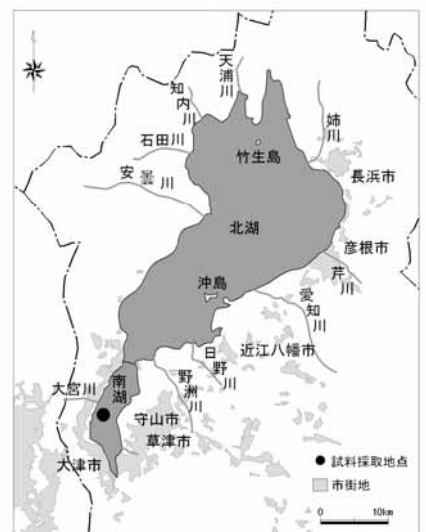 天浦川
知内川
石田川
安曇川
姉川
竹生島
長浜市
北湖
彦根市
芹川
沖島
愛知川
近江八幡市
日野川
野洲川
大宮川
南湖
守山市
草津市
大津市
● 試料採取地点
市街地
0 10km